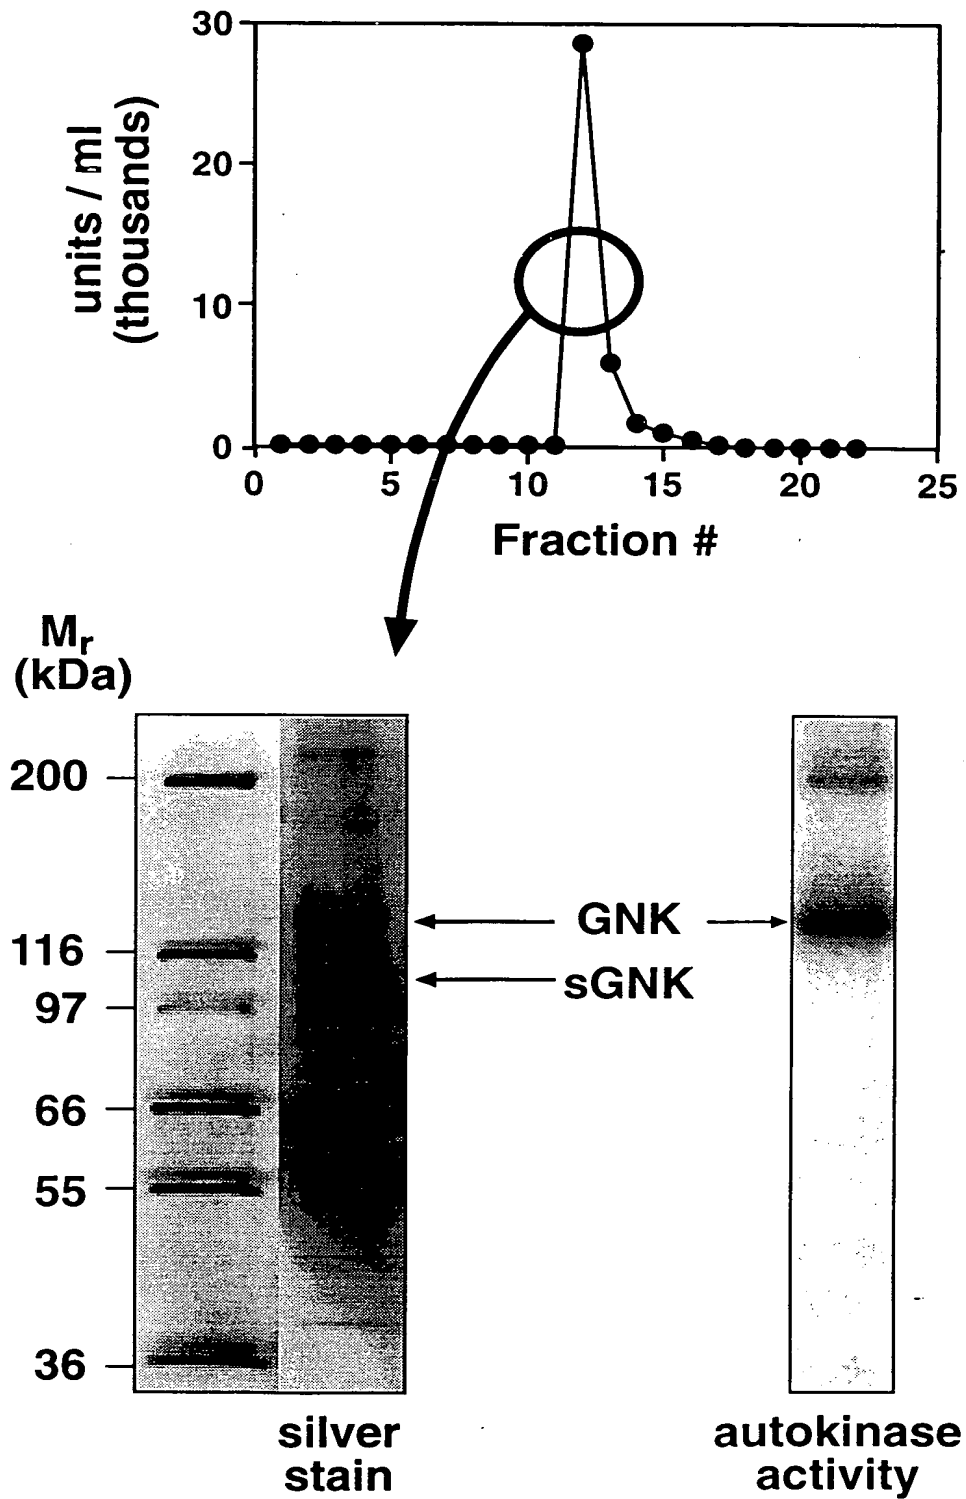 30
20
10
0
units / ml
(thousands)
0 5 10 15 20 25
Fraction #
Mr
(kDa)
200
116
97
66
55
36
GNK
sGNK
silver
stain
autokinase
activity